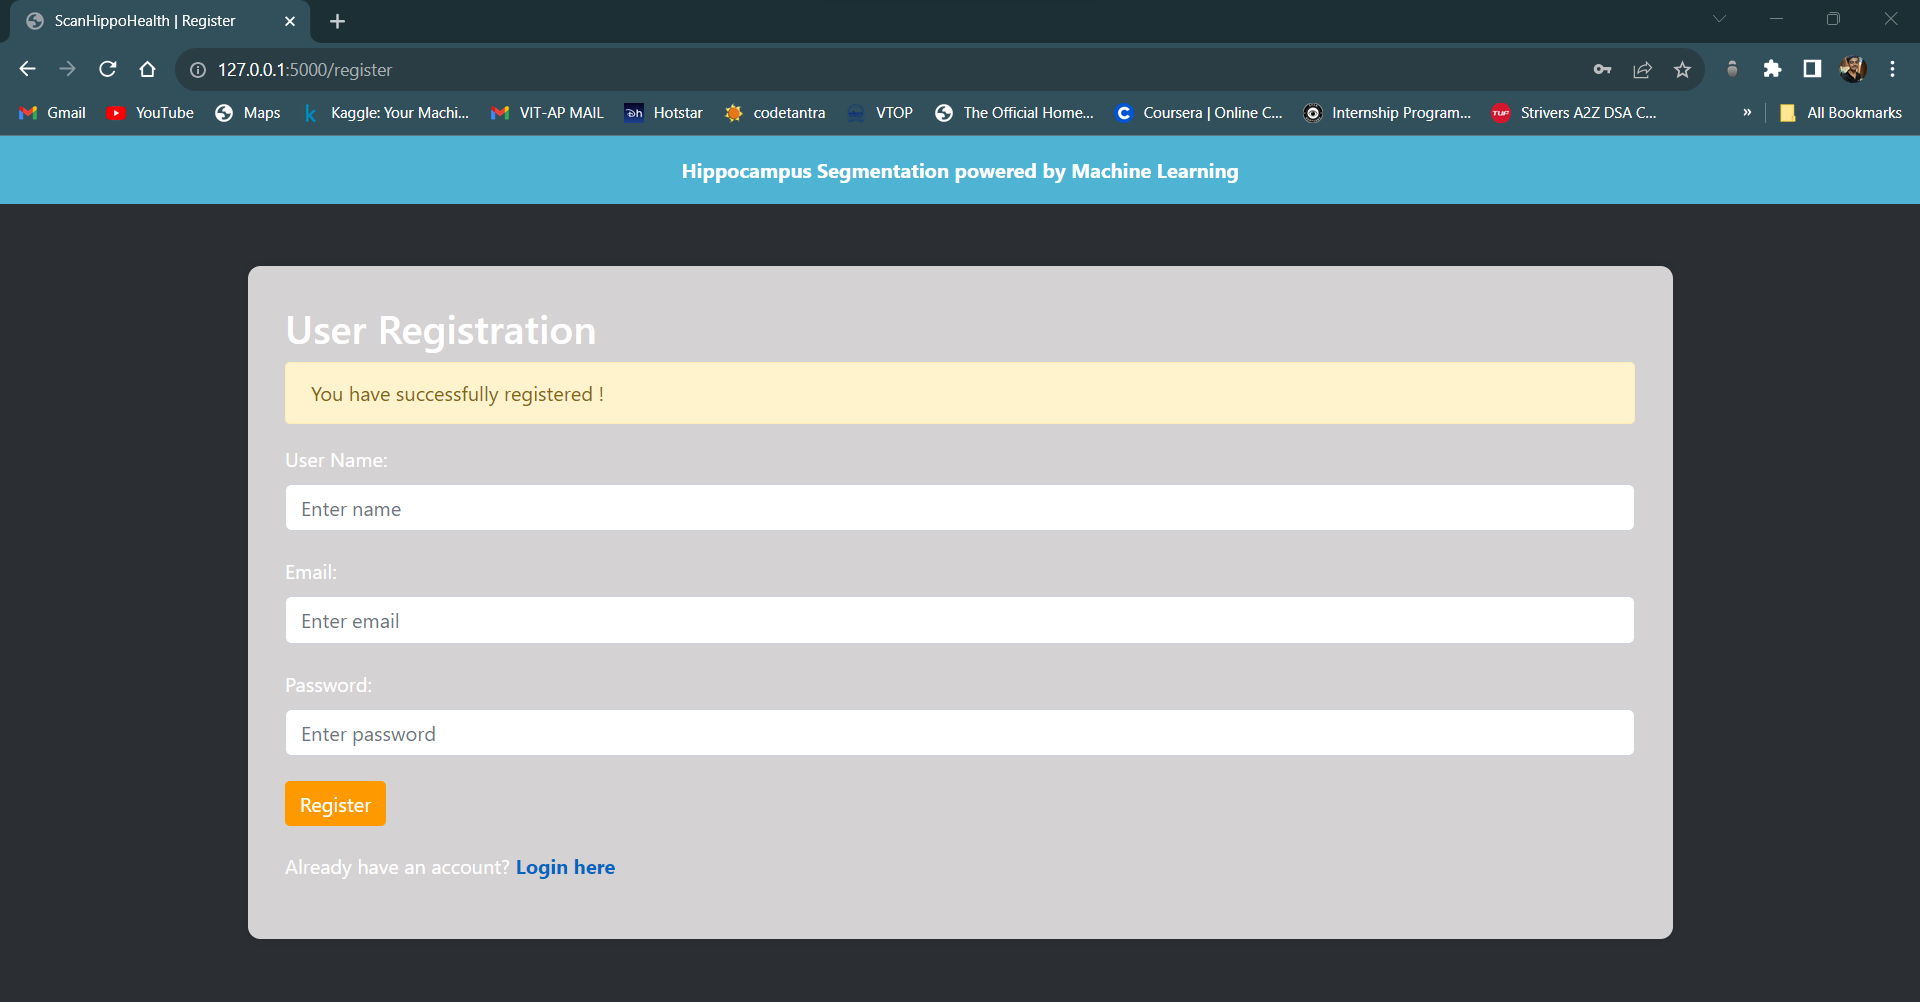 ScanHippoHealth | Register
127.0.0.1:5000/register
Gmail YouTube Maps Kaggle: Your Machi... VIT-AP MAIL Hotstar codetantra VTOP The Official Home... Coursera | Online C... Internship Program... Strivers A2Z DSA C... » All Bookmarks
Hippocampus Segmentation powered by Machine Learning
User Registration
You have successfully registered !
User Name:
Enter name
Email:
Enter email
Password:
Enter password
Register
Already have an account? Login here